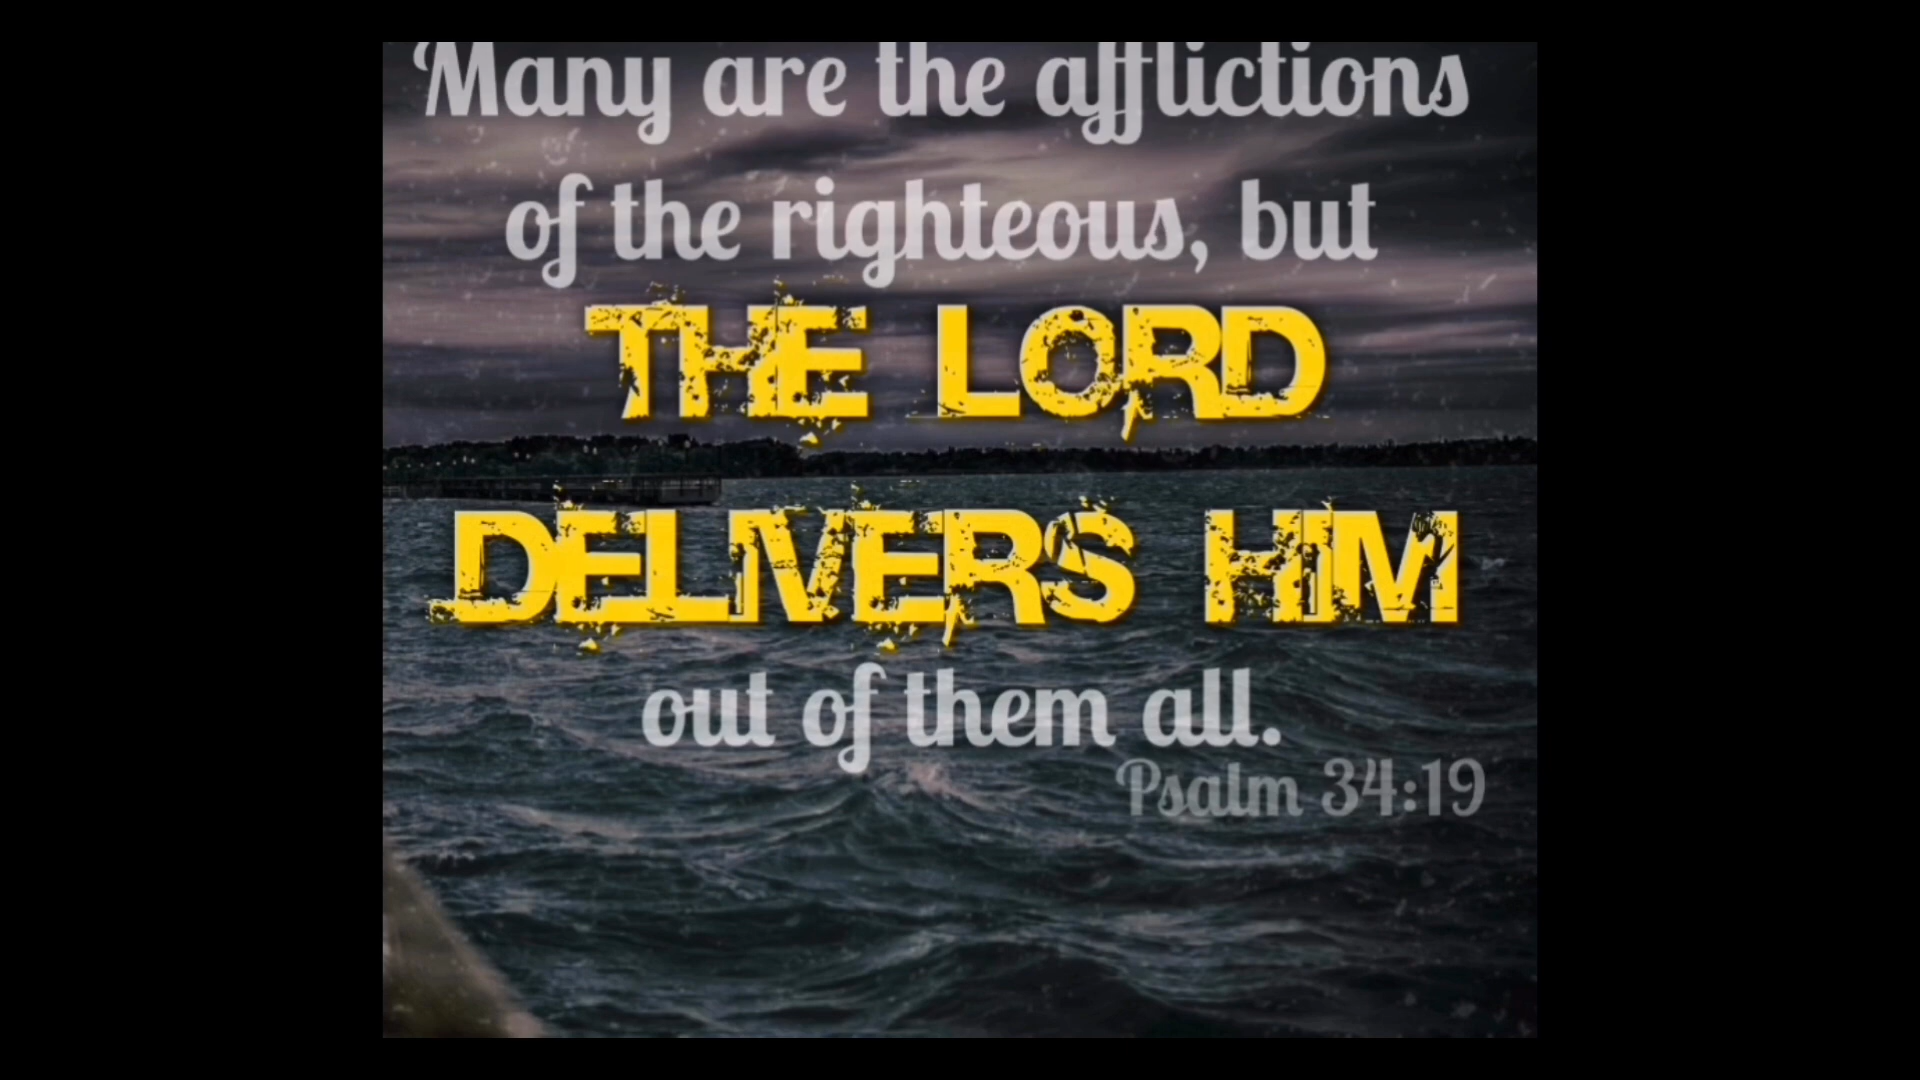 Many are the afflictions
of the righteous, but
THE LORD
DELIVERS HIM
out of them all.
Psalm 34:19